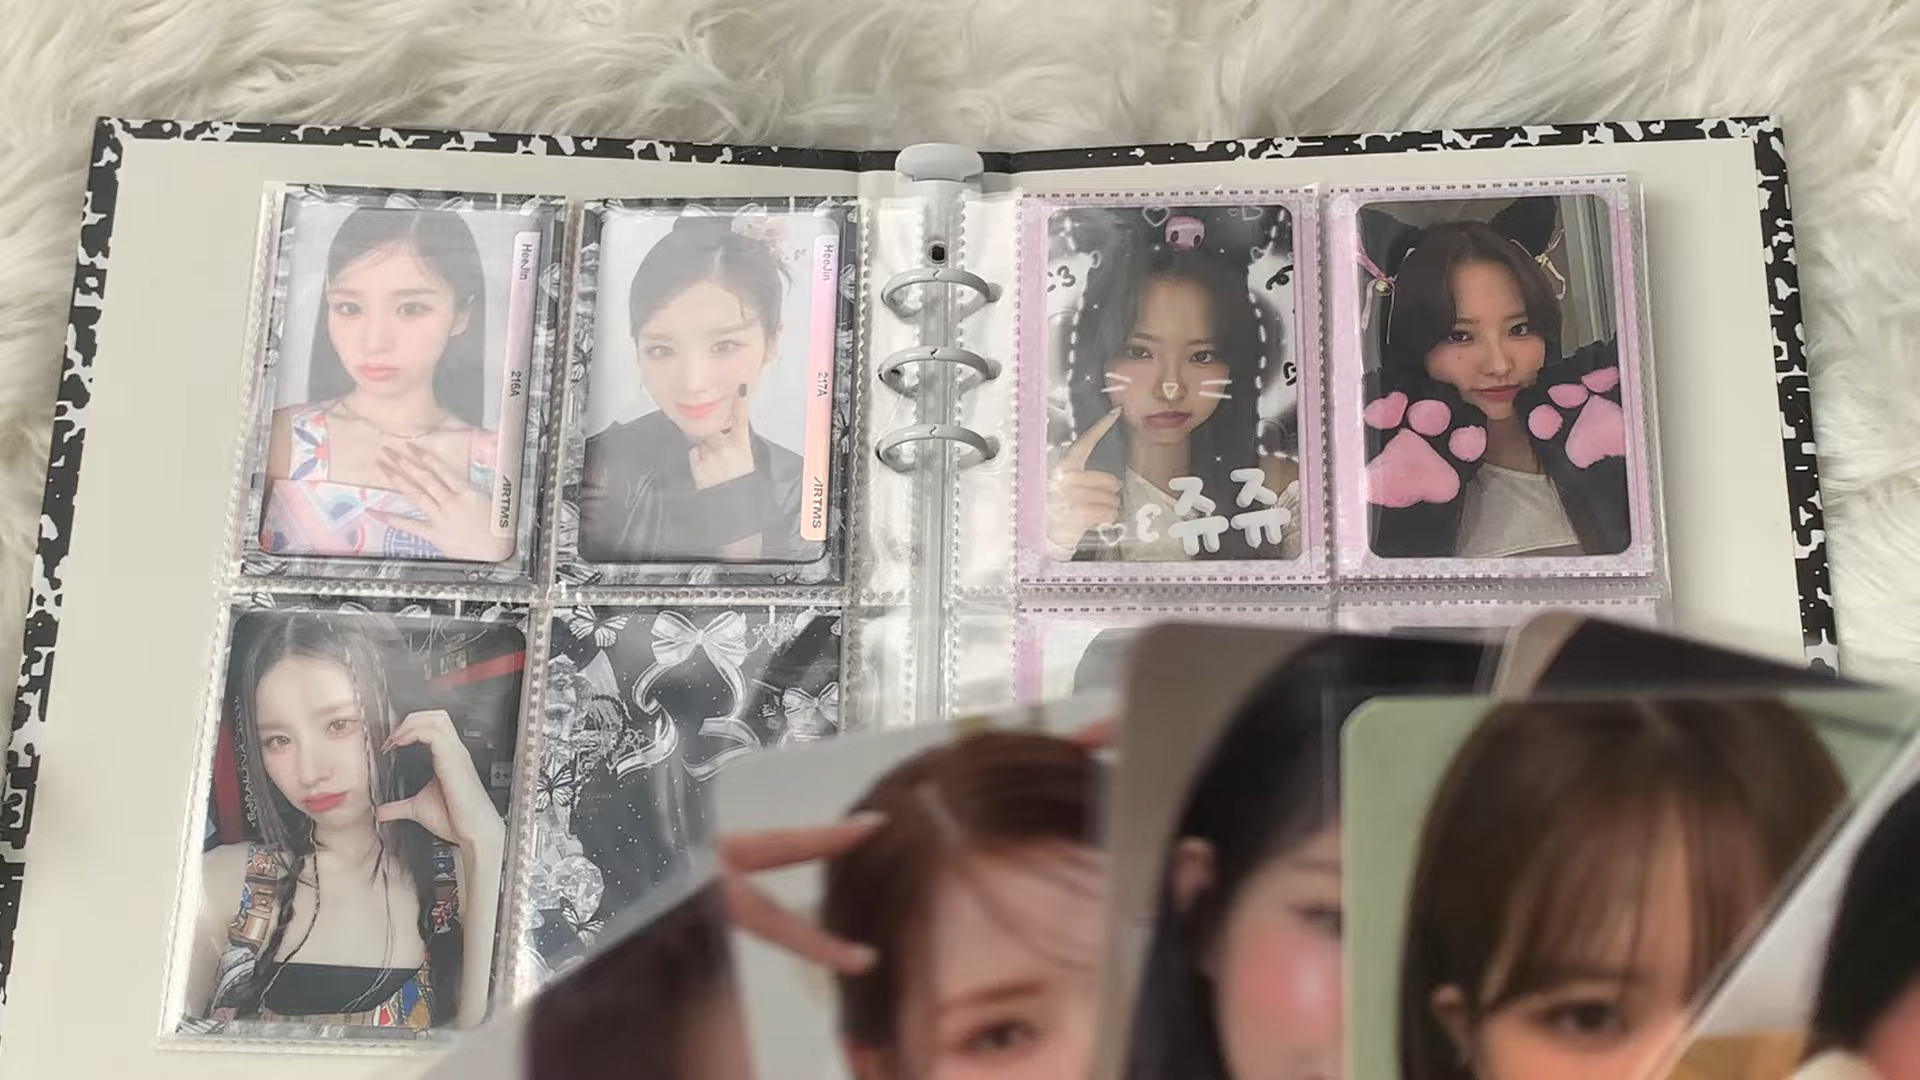 HeeJin
216A
ARTMS
HeeJin
217A
ARTMS
쥬쥬